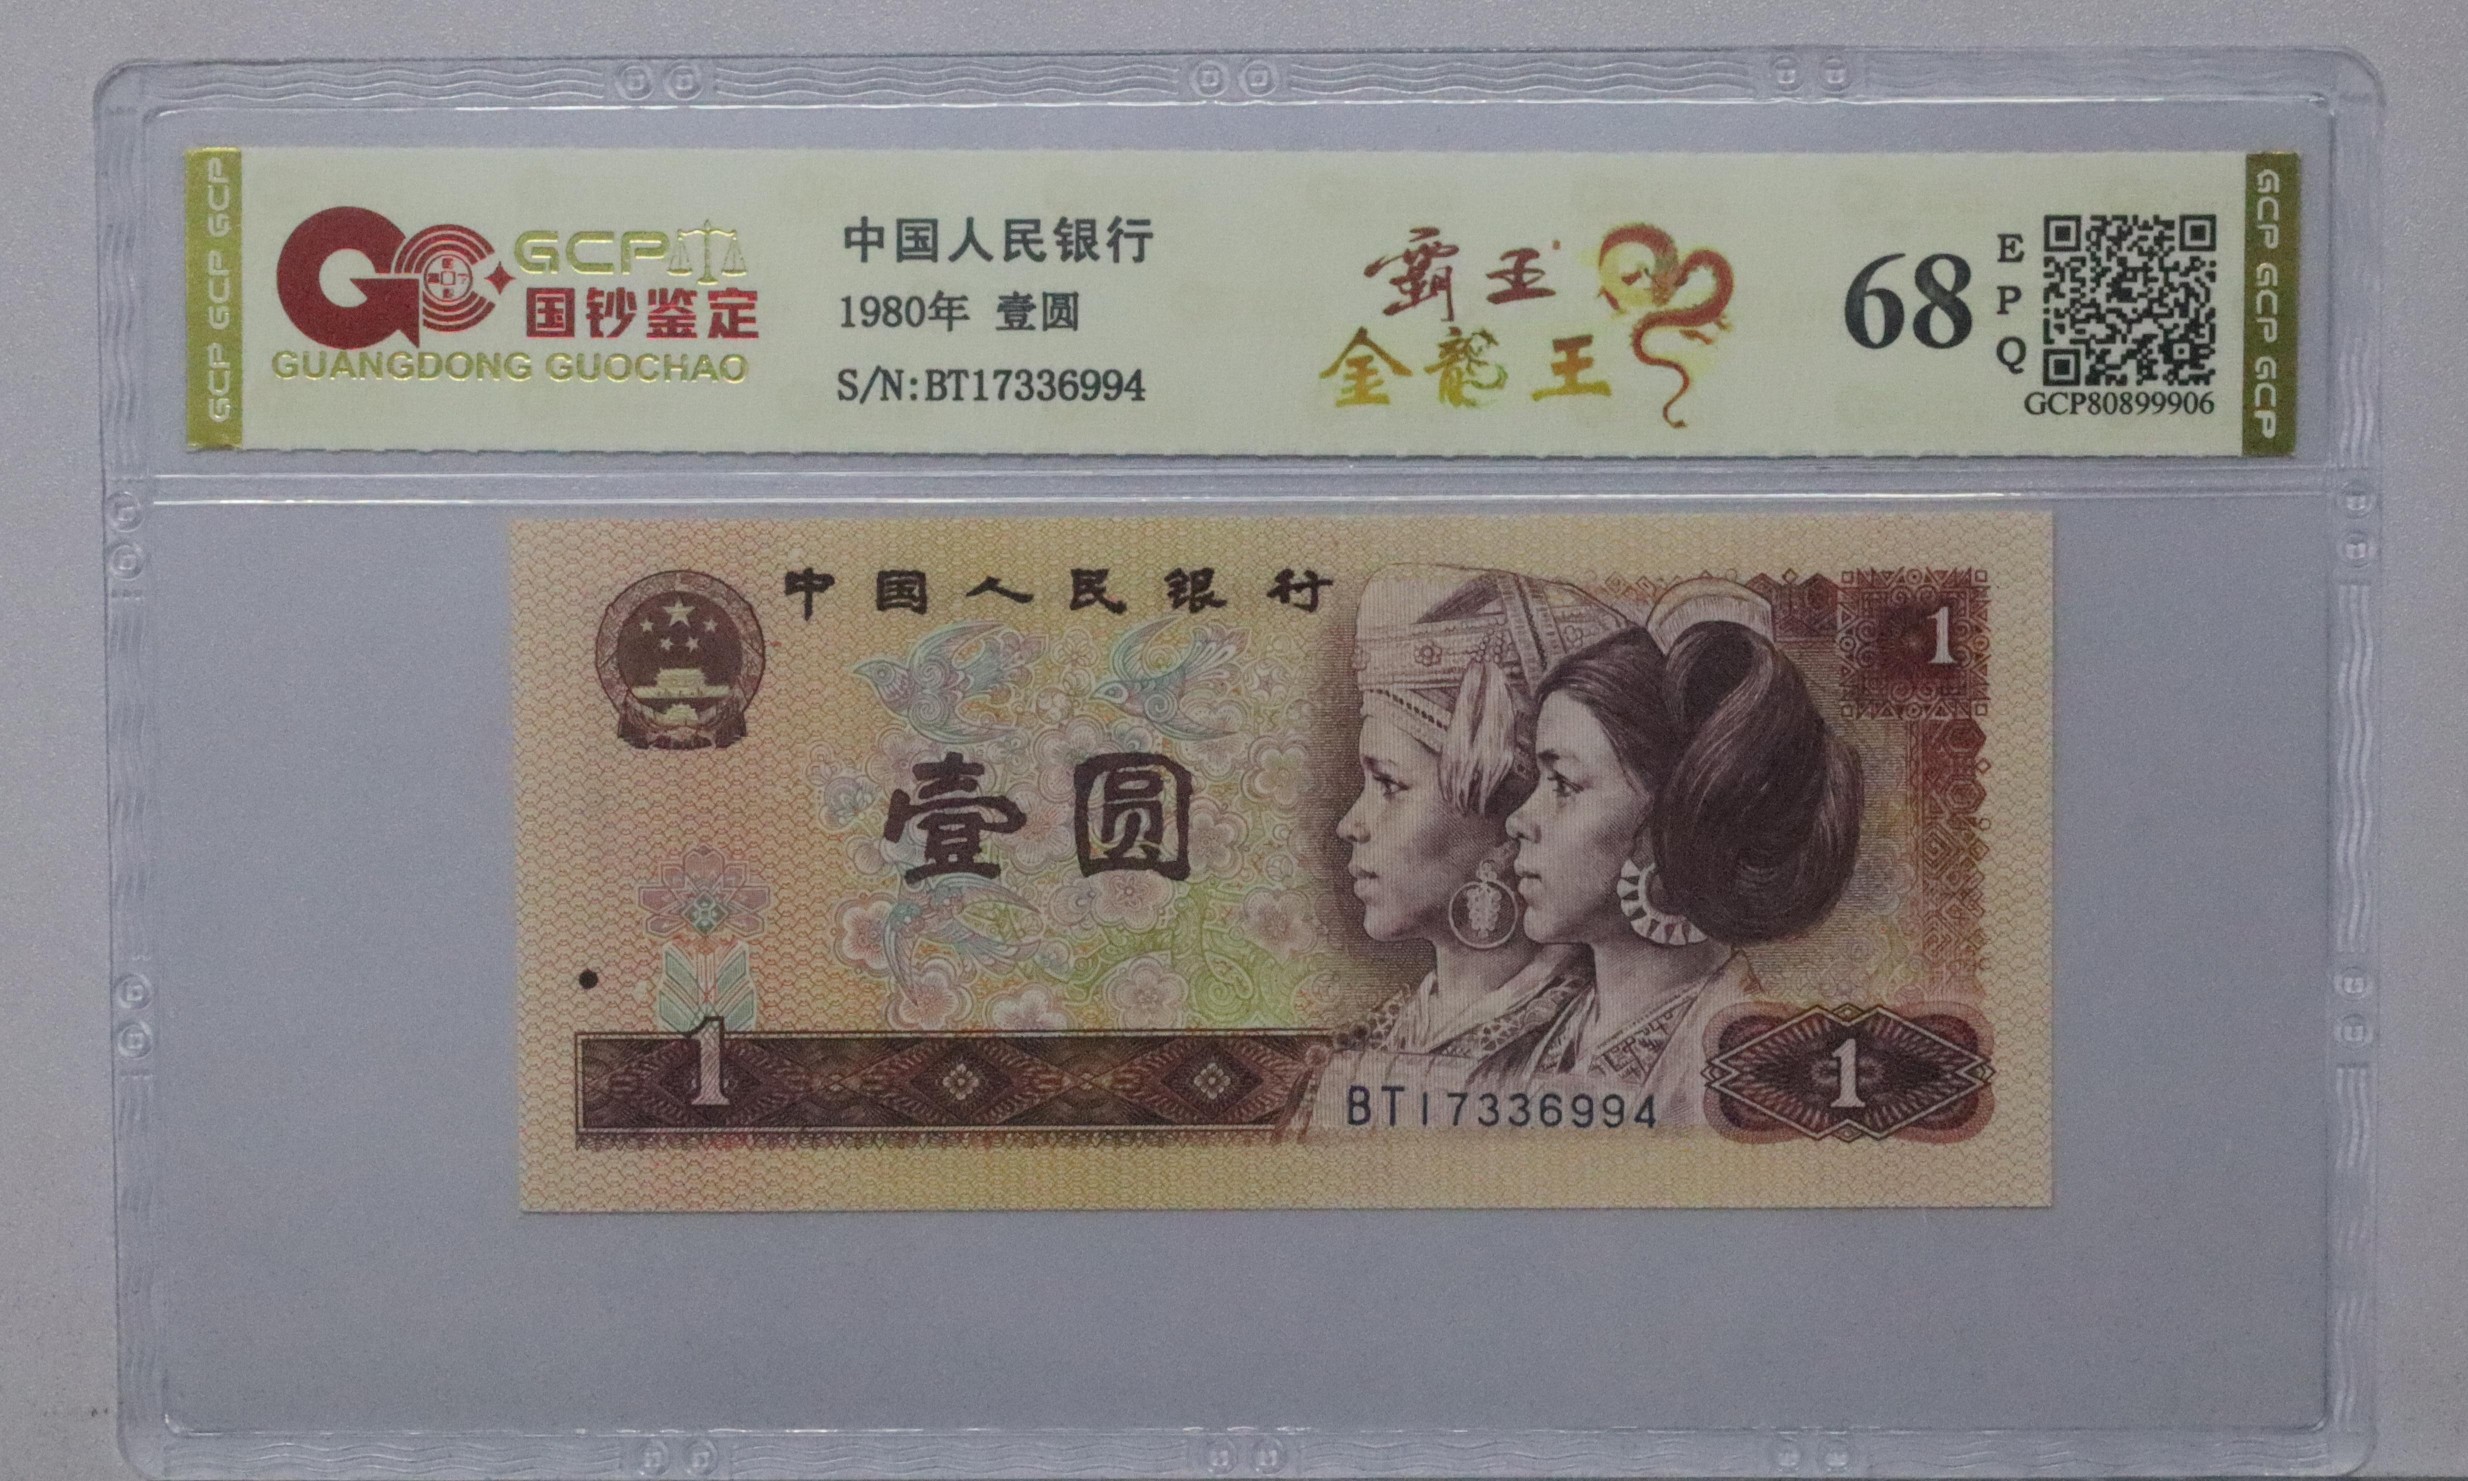 GCP GCP GCP
GCP
国钞鉴定
GUANGDONG GUOCHAO
中国人民银行
1980年 壹圆
S/N:BT17336994
霸王
金龍王
68
E
P
Q
GCP80899906
GCP GCP GCP
中国人民银行
1
壹圆
1
BT17336994
1